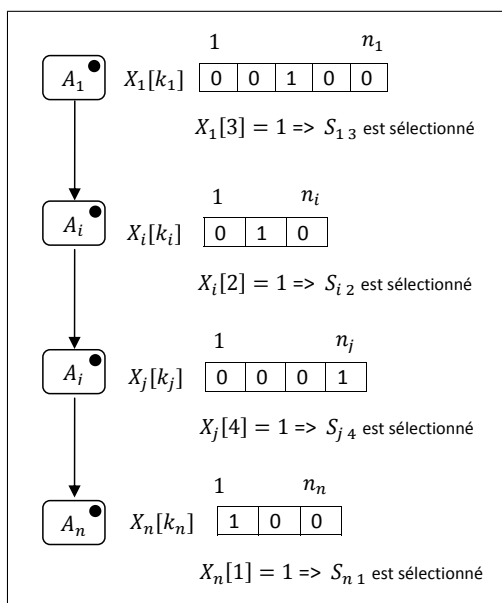 1 n₁
A₁ X₁[k₁] 0 0 1 0 0
X₁[3] = 1 => S₁ ₃ est sélectionné
1 nᵢ
Aᵢ Xᵢ[kᵢ] 0 1 0
Xᵢ[2] = 1 => Sᵢ ₂ est sélectionné
1 nⱼ
Aᵢ Xⱼ[kⱼ] 0 0 0 1
Xⱼ[4] = 1 => Sⱼ ₄ est sélectionné
1 nₙ
Aₙ Xₙ[kₙ] 1 0 0
Xₙ[1] = 1 => Sₙ ₁ est sélectionné